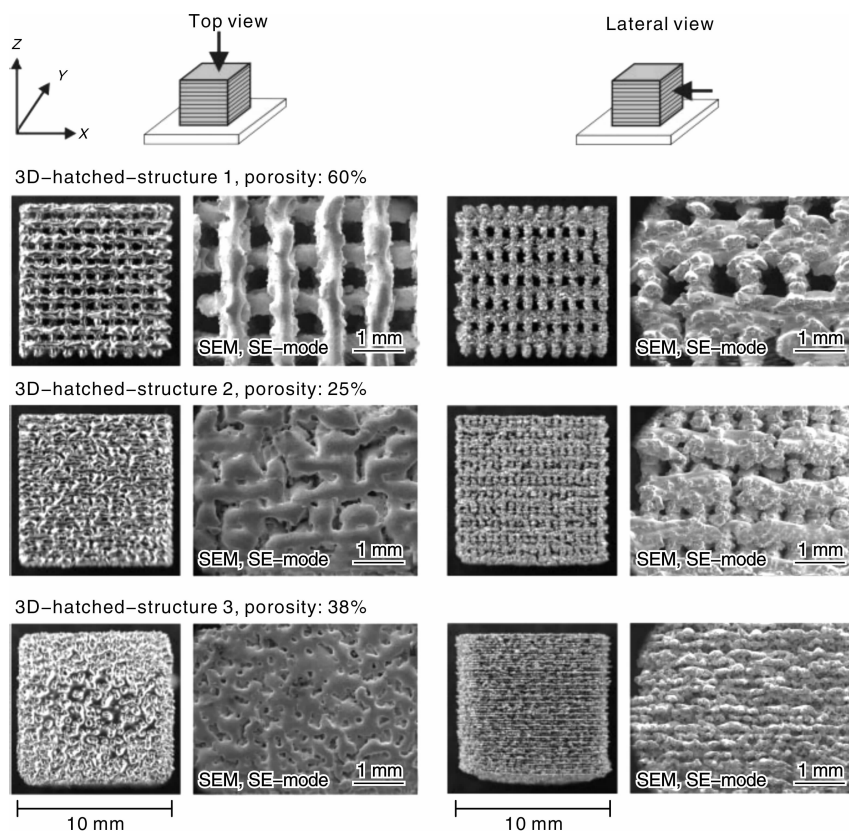 Top view
Lateral view
Z
Y
X
3D–hatched–structure 1, porosity: 60%
SEM, SE–mode
1 mm
SEM, SE–mode
1 mm
3D–hatched–structure 2, porosity: 25%
SEM, SE–mode
1 mm
SEM, SE–mode
1 mm
3D–hatched–structure 3, porosity: 38%
SEM, SE–mode
1 mm
SEM, SE–mode
1 mm
10 mm
10 mm